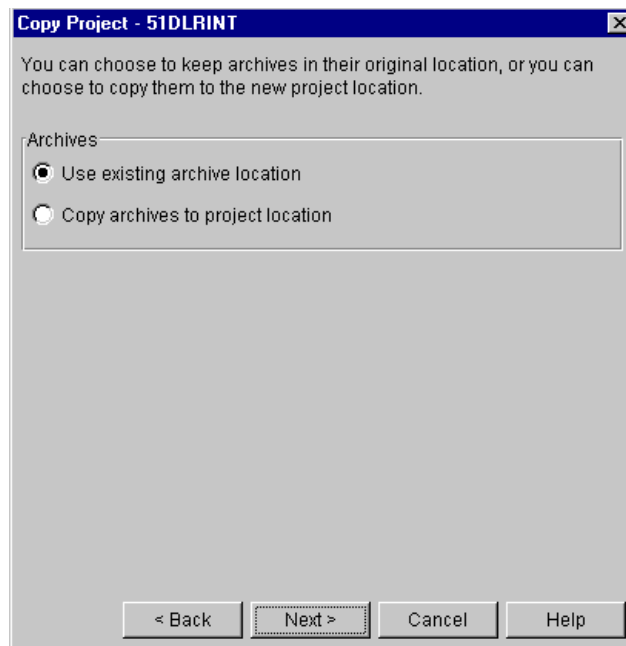 Copy Project - 51DLRINT
You can choose to keep archives in their original location, or you can
choose to copy them to the new project location.
Archives
Use existing archive location
Copy archives to project location
< Back Next > Cancel Help